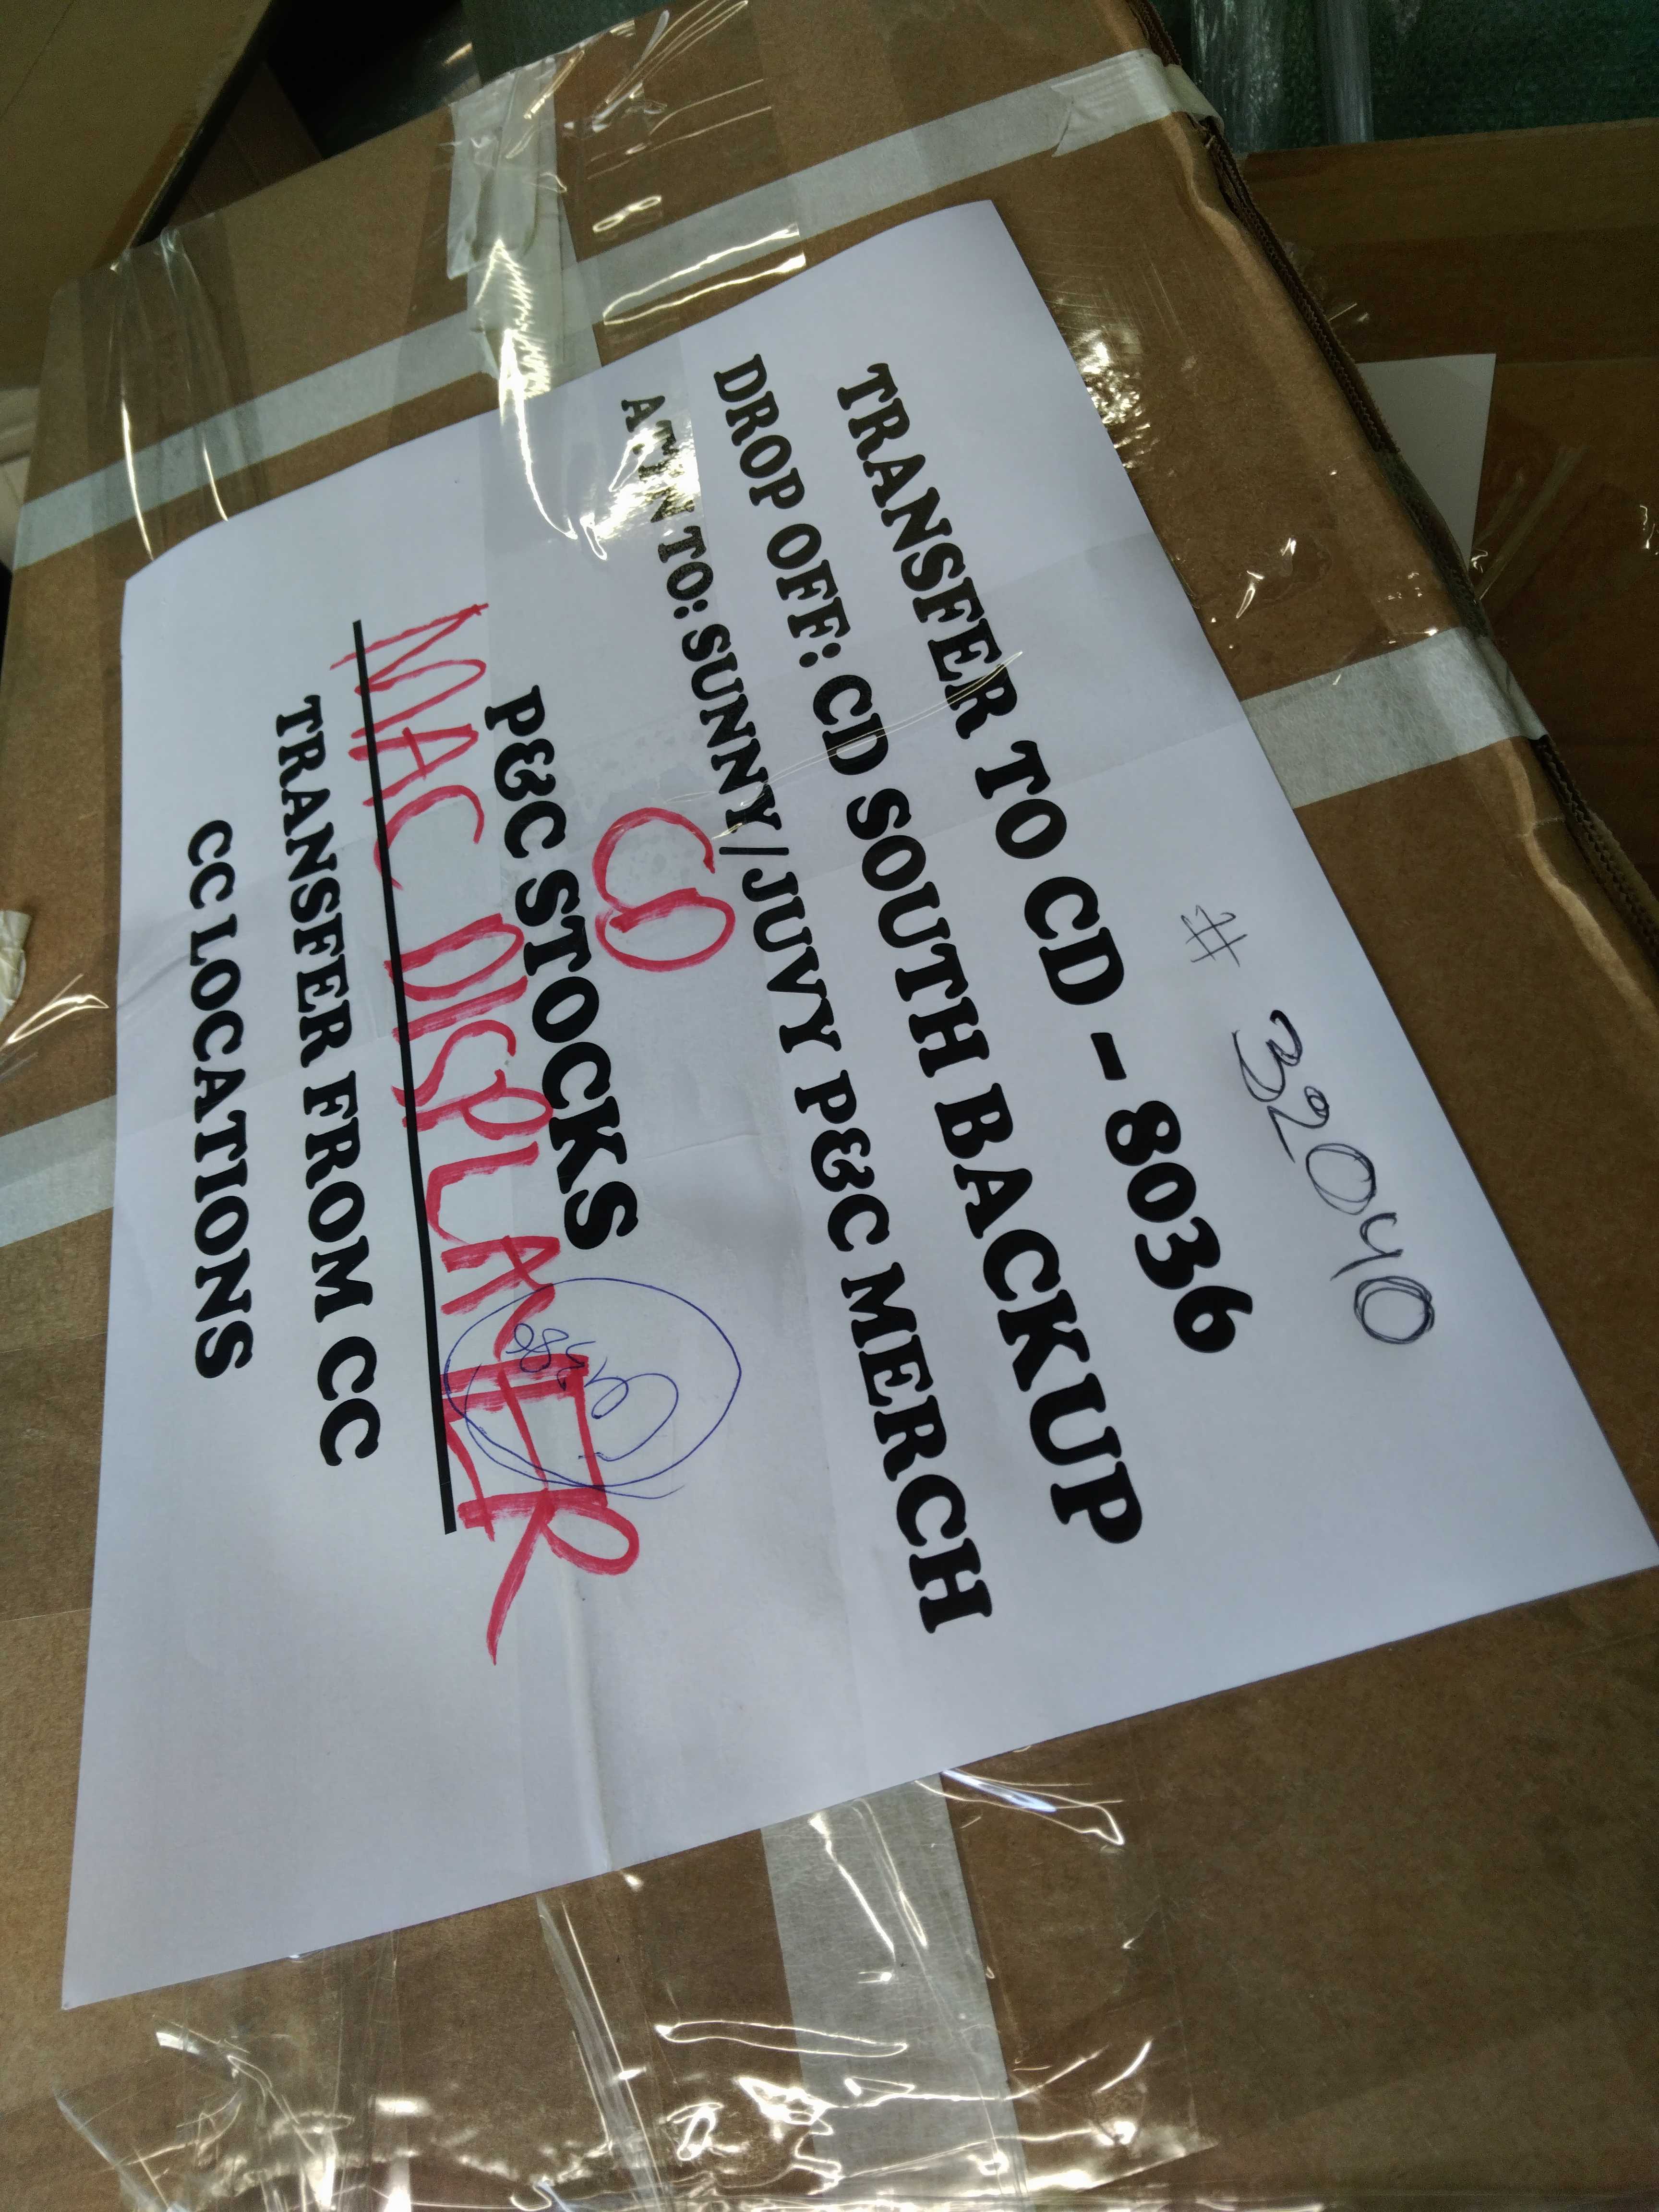 # 32040
TRANSFER TO CD - 8036
DROP OFF: CD SOUTH BACKUP
ATTN TO: SUNNY/JUVY P&C MERCH
CD
P&C STOCKS
MAC DISPLAYER
TRANSFER FROM CC
CC LOCATIONS